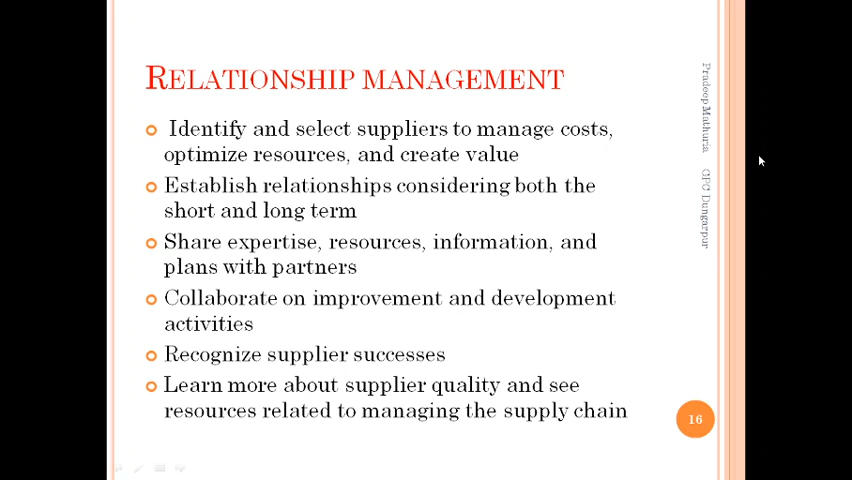 RELATIONSHIP MANAGEMENT
Identify and select suppliers to manage costs,
optimize resources, and create value
Establish relationships considering both the
short and long term
Share expertise, resources, information, and
plans with partners
Collaborate on improvement and development
activities
Recognize supplier successes
Learn more about supplier quality and see
resources related to managing the supply chain
Pradeep Mathuria GPC Dungarpur
16